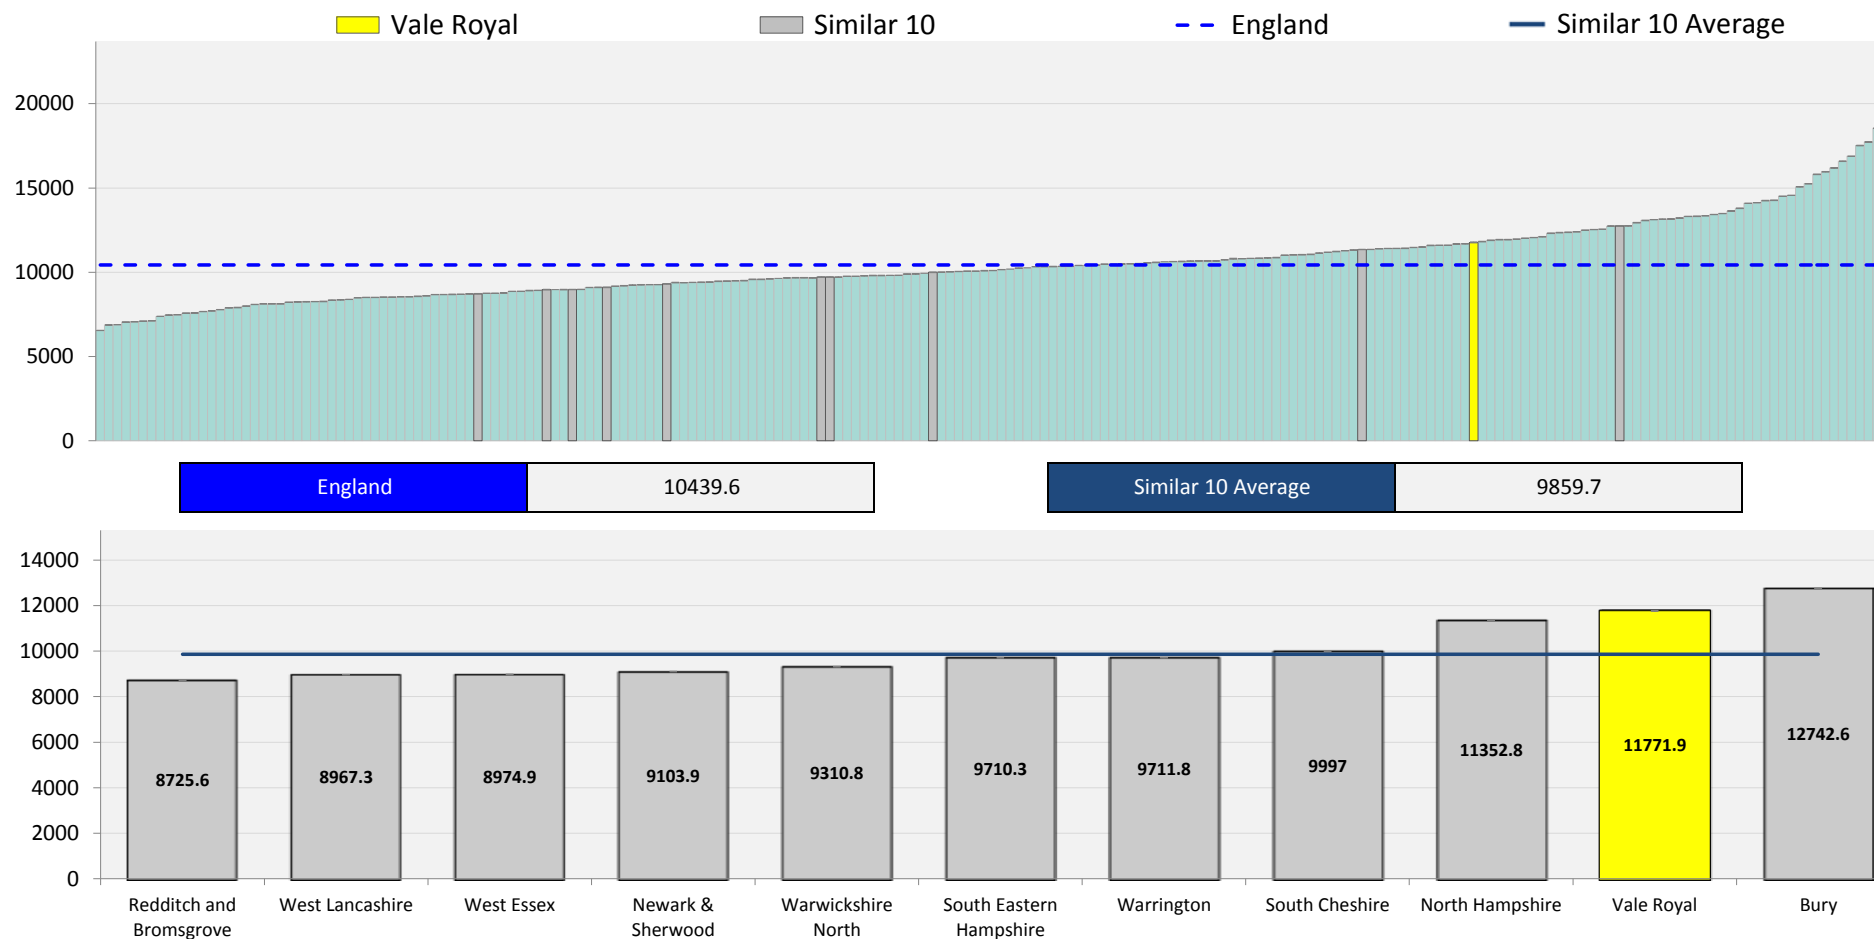 Vale Royal Similar 10 England Similar 10 Average
20000
15000
10000
5000
0
England 10439.6 Similar 10 Average 9859.7
14000
12000
10000
8000
6000
4000
2000
0
8725.6 8967.3 8974.9 9103.9 9310.8 9710.3 9711.8 9997 11352.8 11771.9 12742.6
Redditch and West Lancashire West Essex Newark & Warwickshire South Eastern Warrington South Cheshire North Hampshire Vale Royal Bury
Bromsgrove Sherwood North Hampshire